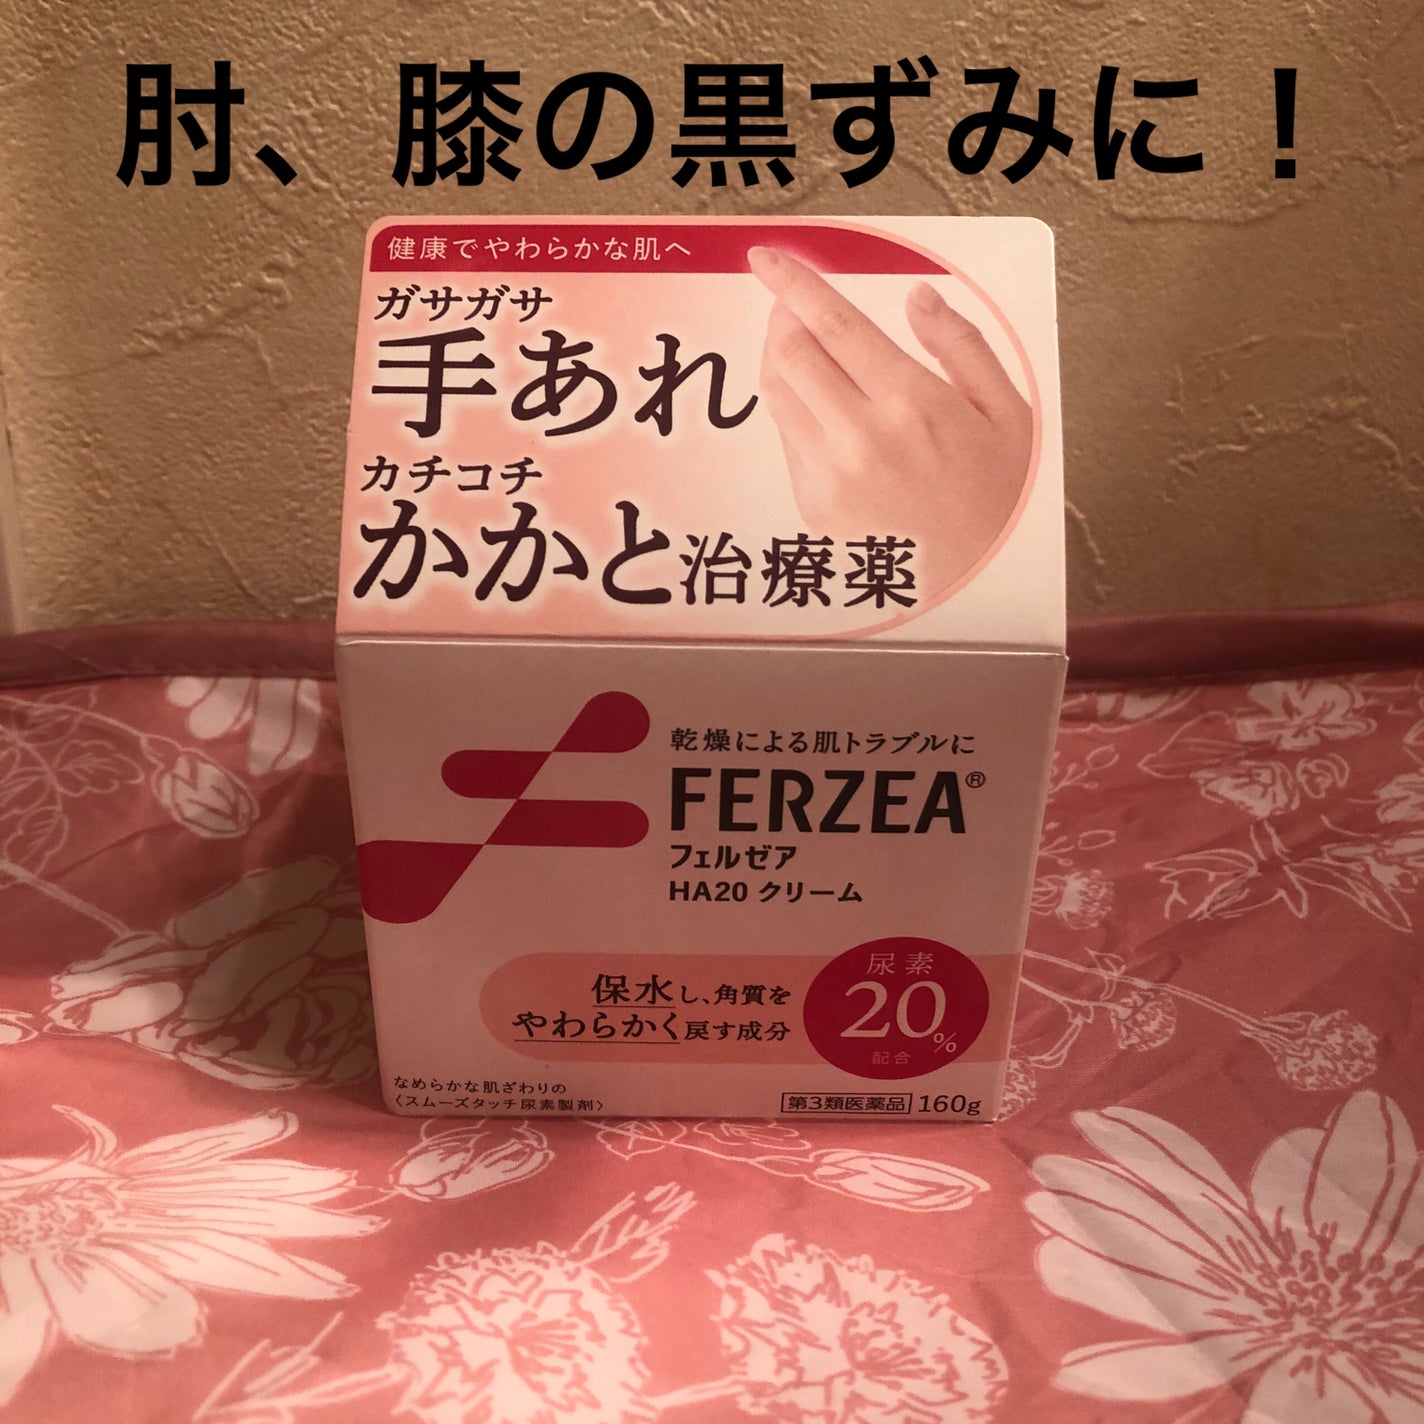 肘、膝の黒ずみに！
健康でやわらかな肌へ
ガサガサ
手あれ
カチコチ
かかと治療薬
乾燥による肌トラブルに
FERZEA®
フェルゼア
HA20 クリーム
保水し、角質を
やわらかく戻す成分
尿素
20%
配合
なめらかな肌ざわりの
〈スムーズタッチ尿素製剤〉
第3類医薬品 160g